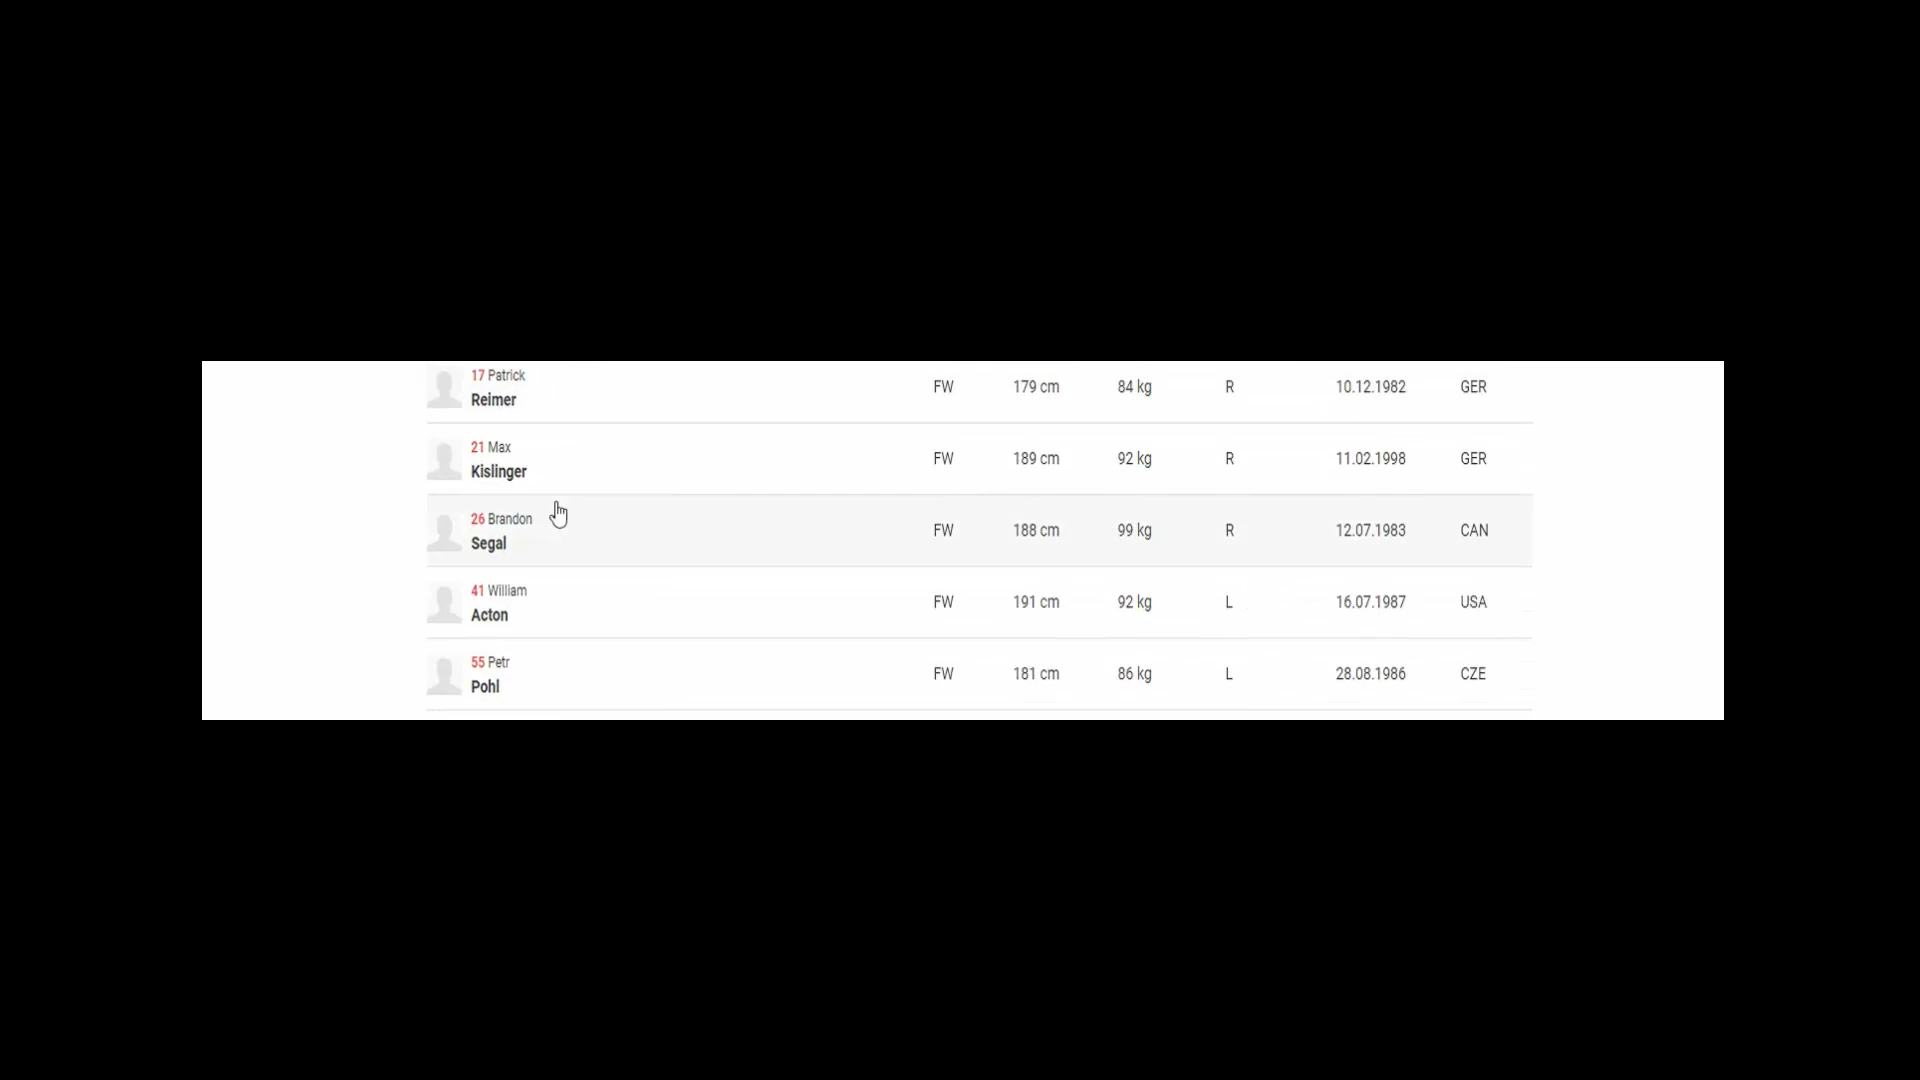 17 Patrick
Reimer
FW 179 cm 84 kg R 10.12.1982 GER
21 Max
Kislinger
FW 189 cm 92 kg R 11.02.1998 GER
26 Brandon
Segal
FW 188 cm 99 kg R 12.07.1983 CAN
41 William
Acton
FW 191 cm 92 kg L 16.07.1987 USA
55 Petr
Pohl
FW 181 cm 86 kg L 28.08.1986 CZE